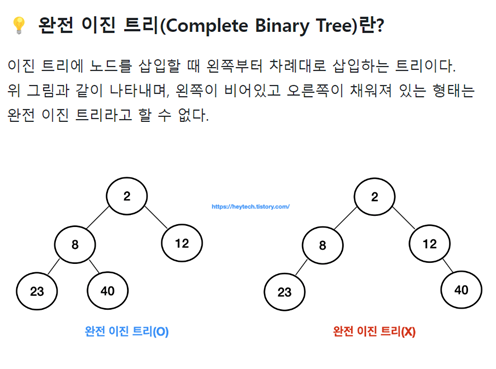 💡 완전 이진 트리(Complete Binary Tree)란?
이진 트리에 노드를 삽입할 때 왼쪽부터 차례대로 삽입하는 트리이다.
위 그림과 같이 나타내며, 왼쪽이 비어있고 오른쪽이 채워져 있는 형태는
완전 이진 트리라고 할 수 없다.
2
8
12
23
40
완전 이진 트리(O)
https://heytech.tistory.com/
2
8
12
23
40
완전 이진 트리(X)